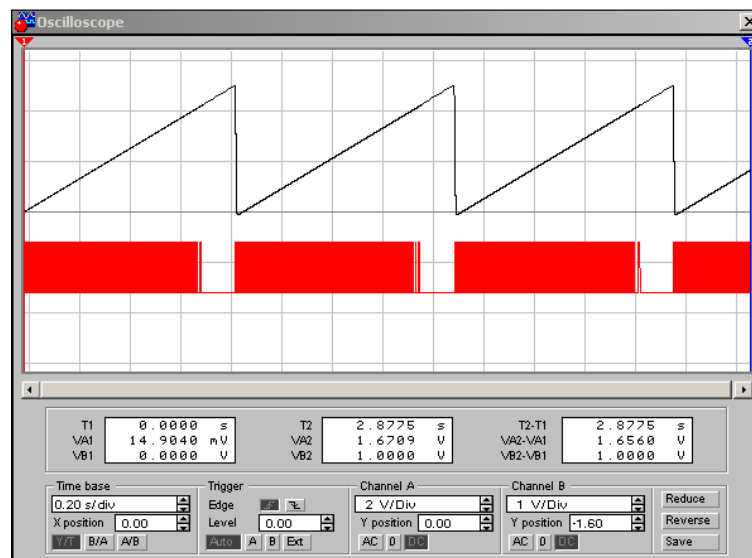 Oscilloscope
1
2
T1 0.0000 s T2 2.8775 s T2-T1 2.8775 s
VA1 14.9040 mV VA2 1.6709 V VA2-VA1 1.6560 V
VB1 0.0000 V VB2 1.0000 V VB2-VB1 1.0000 V
Time base Trigger Channel A Channel B
0.20 s/div Edge 2 V/Div 1 V/Div Reduce
X position 0.00 Level 0.00 Y position 0.00 Y position -1.60 Reverse
Y/T B/A A/B Auto A B Ext AC 0 DC AC 0 DC Save